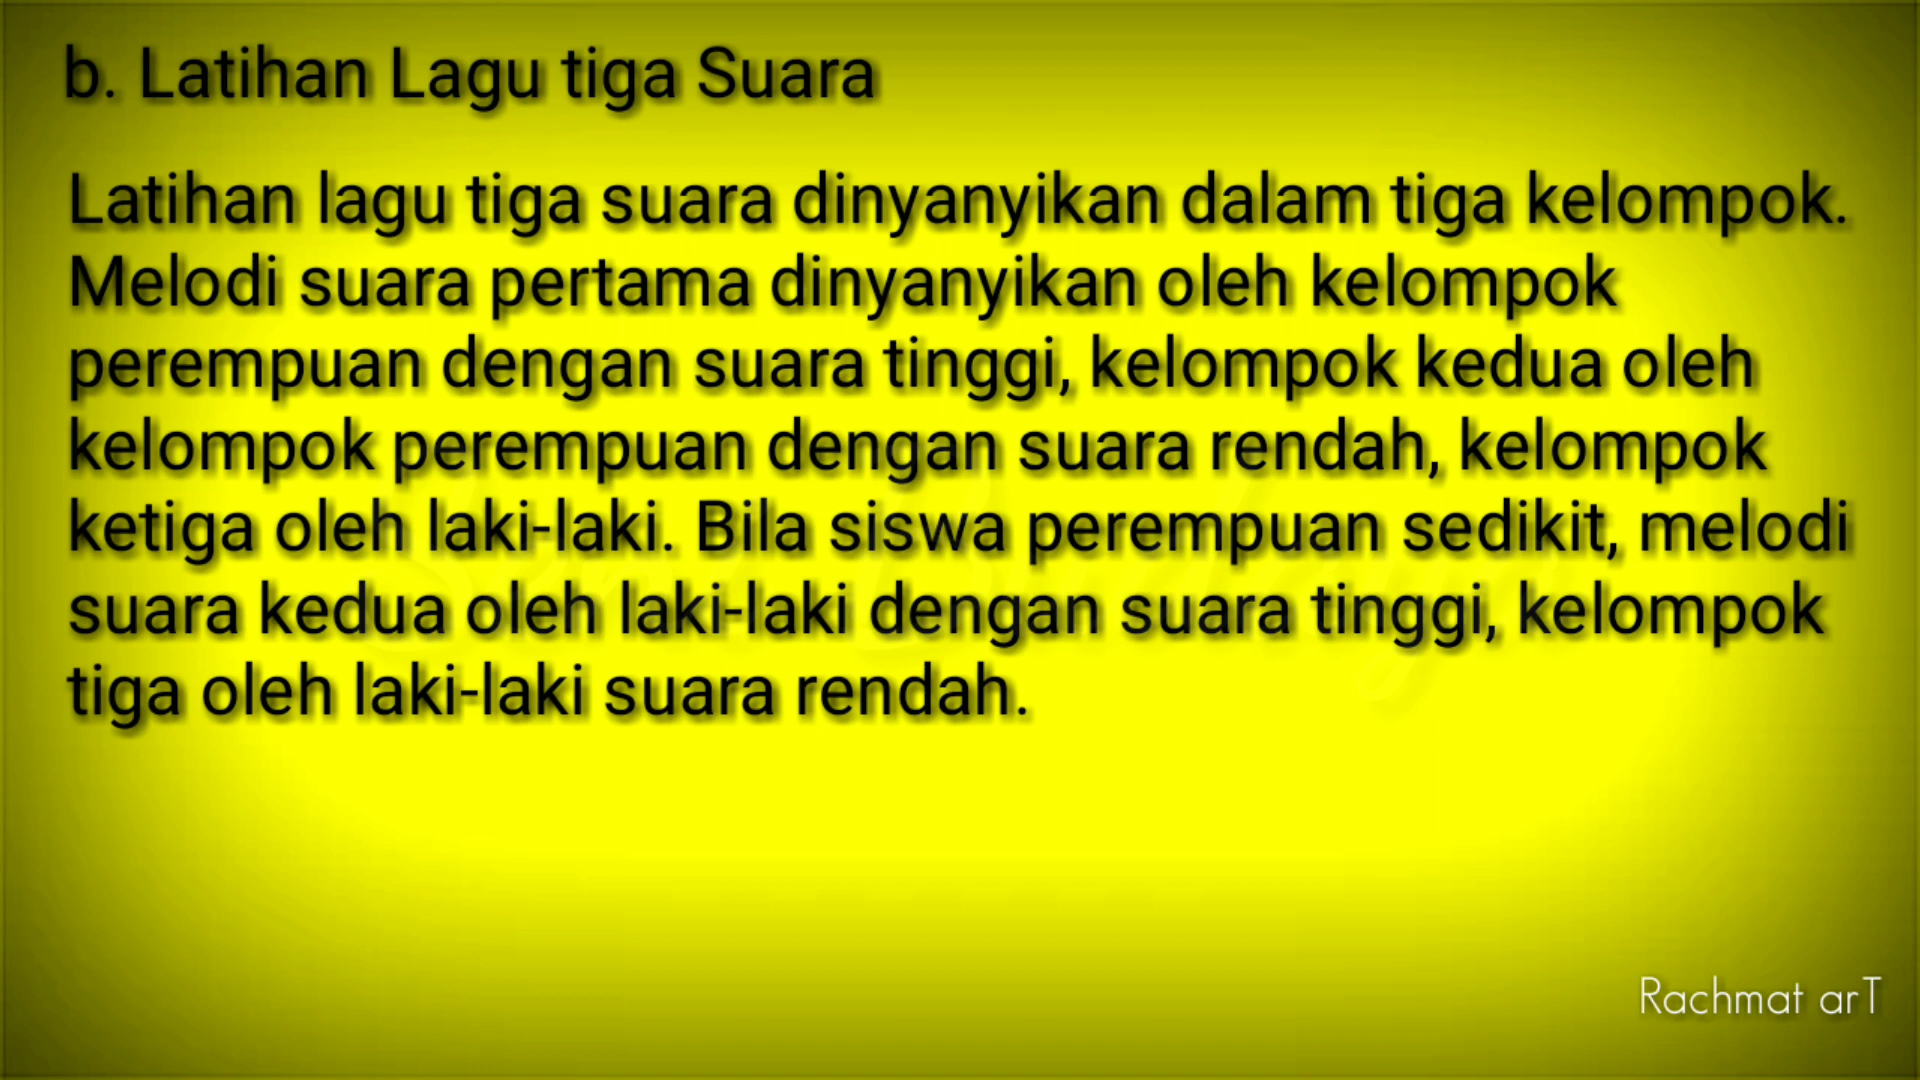 b. Latihan Lagu tiga Suara
Latihan lagu tiga suara dinyanyikan dalam tiga kelompok.
Melodi suara pertama dinyanyikan oleh kelompok
perempuan dengan suara tinggi, kelompok kedua oleh
kelompok perempuan dengan suara rendah, kelompok
ketiga oleh laki-laki. Bila siswa perempuan sedikit, melodi
suara kedua oleh laki-laki dengan suara tinggi, kelompok
tiga oleh laki-laki suara rendah.
Rachmat arT